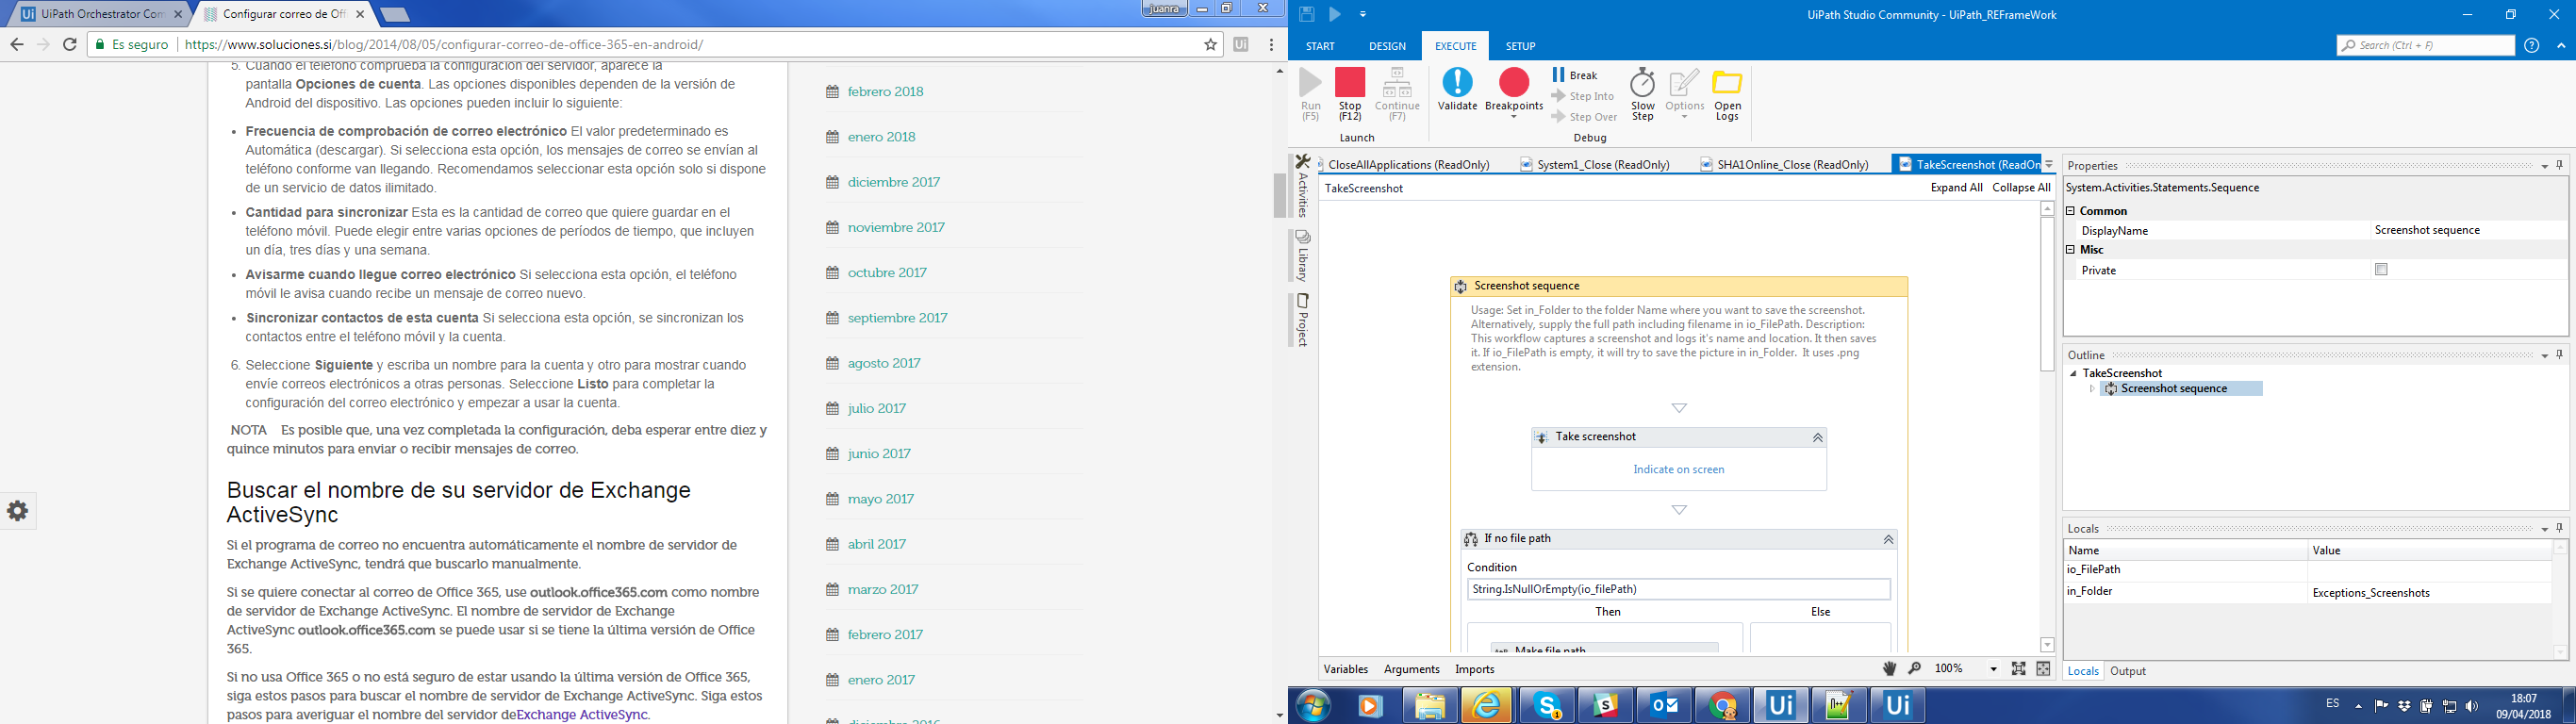 UiPath Orchestrator Com
Configurar correo de Off
juanra
Es seguro
https://www.soluciones.si/blog/2014/08/05/configurar-correo-de-office-365-en-android/
5. Cuando el teléfono comprueba la configuración del servidor, aparece la
pantalla Opciones de cuenta. Las opciones disponibles dependen de la versión de
Android del dispositivo. Las opciones pueden incluir lo siguiente:
• Frecuencia de comprobación de correo electrónico El valor predeterminado es
Automática (descargar). Si selecciona esta opción, los mensajes de correo se envían al
teléfono conforme van llegando. Recomendamos seleccionar esta opción solo si dispone
de un servicio de datos ilimitado.
• Cantidad para sincronizar Esta es la cantidad de correo que quiere guardar en el
teléfono móvil. Puede elegir entre varias opciones de períodos de tiempo, que incluyen
un día, tres días y una semana.
• Avisarme cuando llegue correo electrónico Si selecciona esta opción, el teléfono
móvil le avisa cuando recibe un mensaje de correo nuevo.
• Sincronizar contactos de esta cuenta Si selecciona esta opción, se sincronizan los
contactos entre el teléfono móvil y la cuenta.
6. Seleccione Siguiente y escriba un nombre para la cuenta y otro para mostrar cuando
envíe correos electrónicos a otras personas. Seleccione Listo para completar la
configuración del correo electrónico y empezar a usar la cuenta.
NOTA Es posible que, una vez completada la configuración, deba esperar entre diez y
quince minutos para enviar o recibir mensajes de correo.
Buscar el nombre de su servidor de Exchange
ActiveSync
Si el programa de correo no encuentra automáticamente el nombre de servidor de
Exchange ActiveSync, tendrá que buscarlo manualmente.
Si se quiere conectar al correo de Office 365, use outlook.office365.com como nombre
de servidor de Exchange ActiveSync. El nombre de servidor de Exchange
ActiveSync outlook.office365.com se puede usar si se tiene la última versión de Office
365.
Si no usa Office 365 o no está seguro de estar usando la última versión de Office 365,
siga estos pasos para buscar el nombre de servidor de Exchange ActiveSync. Siga estos
pasos para averiguar el nombre del servidor deExchange ActiveSync.
febrero 2018
enero 2018
diciembre 2017
noviembre 2017
octubre 2017
septiembre 2017
agosto 2017
julio 2017
junio 2017
mayo 2017
abril 2017
marzo 2017
febrero 2017
enero 2017
diciembre 2016
UiPath Studio Community - UiPath_REFrameWork
START DESIGN EXECUTE SETUP
Search (Ctrl + F)
Run (F5)
Stop (F12)
Continue (F7)
Launch
Validate
Breakpoints
Break
Step Into
Step Over
Slow Step
Options
Open Logs
Debug
CloseAllApplications (ReadOnly)
System1_Close (ReadOnly)
SHA1Online_Close (ReadOnly)
TakeScreenshot (ReadOn
Activities
Library
Project
TakeScreenshot
Expand All Collapse All
Screenshot sequence
Usage: Set in_Folder to the folder Name where you want to save the screenshot.
Alternatively, supply the full path including filename in io_FilePath. Description:
This workflow captures a screenshot and logs it's name and location. It then saves
it. If io_FilePath is empty, it will try to save the picture in in_Folder. It uses .png
extension.
Take screenshot
Indicate on screen
If no file path
Condition
String.IsNullOrEmpty(io_filePath)
Then Else
A+B Make file path
Variables Arguments Imports
100%
Properties
System.Activities.Statements.Sequence
Common
DisplayName Screenshot sequence
Misc
Private
Outline
TakeScreenshot
Screenshot sequence
Locals
Name Value
io_FilePath
in_Folder Exceptions_Screenshots
Locals Output
ES
18:07
09/04/2018